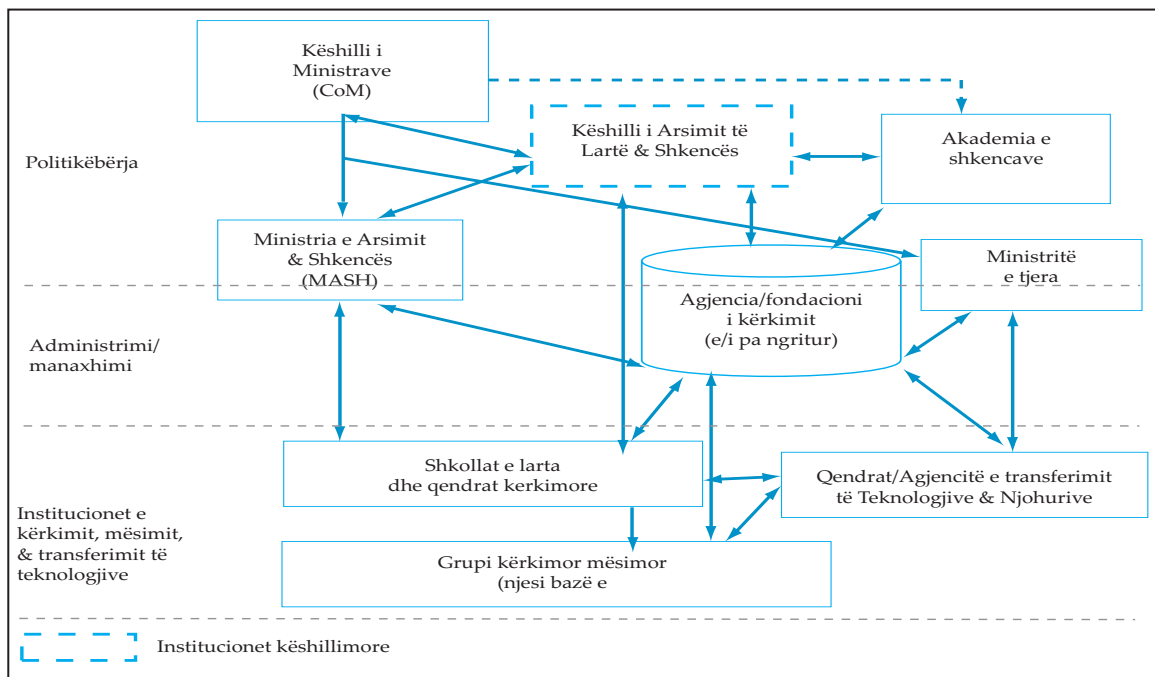 Këshilli i
Ministrave
(CoM)
Këshilli i Arsimit të
Lartë & Shkencës
Akademia e
shkencave
Politikëbërja
Ministria e Arsimit
& Shkencës
(MASH)
Ministritë
e tjera
Agjencia/fondacioni
i kërkimit
(e/i pa ngritur)
Administrimi/
manaxhimi
Shkollat e larta
dhe qendrat kerkimore
Qendrat/Agjencitë e transferimit
të Teknologjive & Njohurive
Institucionet e
kërkimit, mësimit,
& transferimit të
teknologjive
Grupi kërkimor mësimor
(njesi bazë e
Institucionet këshillimore